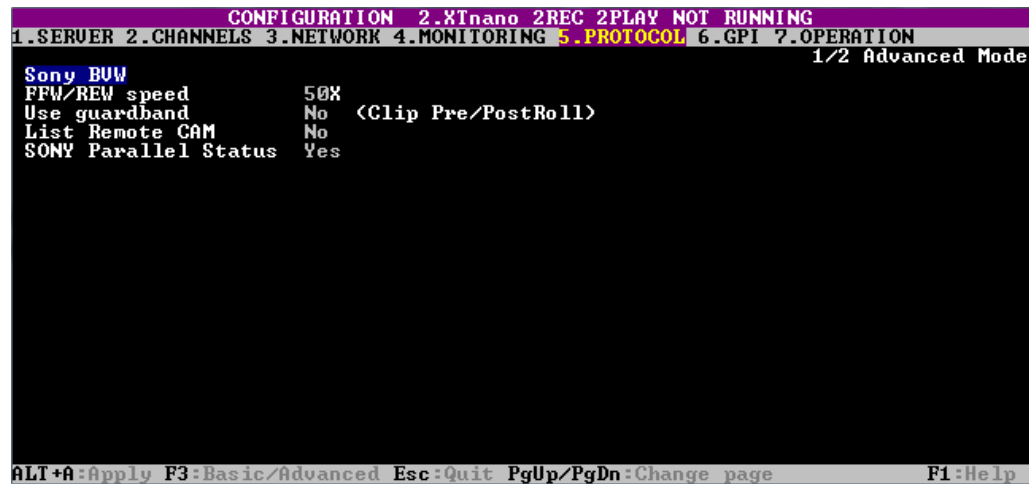 CONFIGURATION 2.XTnano 2REC 2PLAY NOT RUNNING
1.SERVER 2.CHANNELS 3.NETWORK 4.MONITORING 5.PROTOCOL 6.GPI 7.OPERATION
1/2 Advanced Mode
Sony BVW
FFW/REW speed 50X
Use guardband No (Clip Pre/PostRoll)
List Remote CAM No
SONY Parallel Status Yes
ALT+A:Apply F3:Basic/Advanced Esc:Quit PgUp/PgDn:Change page F1:Help